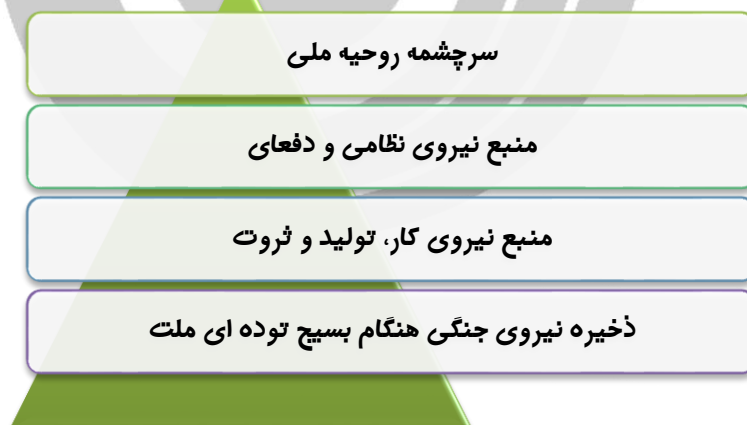 سرچشمه روحیه ملی
منبع نیروی نظامی و دفعای
منبع نیروی کار، تولید و ثروت
ذخیره نیروی جنگی هنگام بسیج توده ای ملت